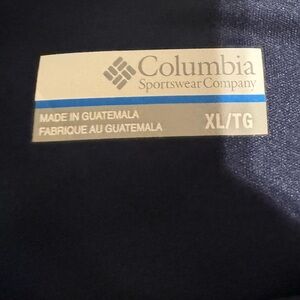 Columbia
Sportswear Company
MADE IN GUATEMALA
FABRIQUE AU GUATEMALA
XL/TG